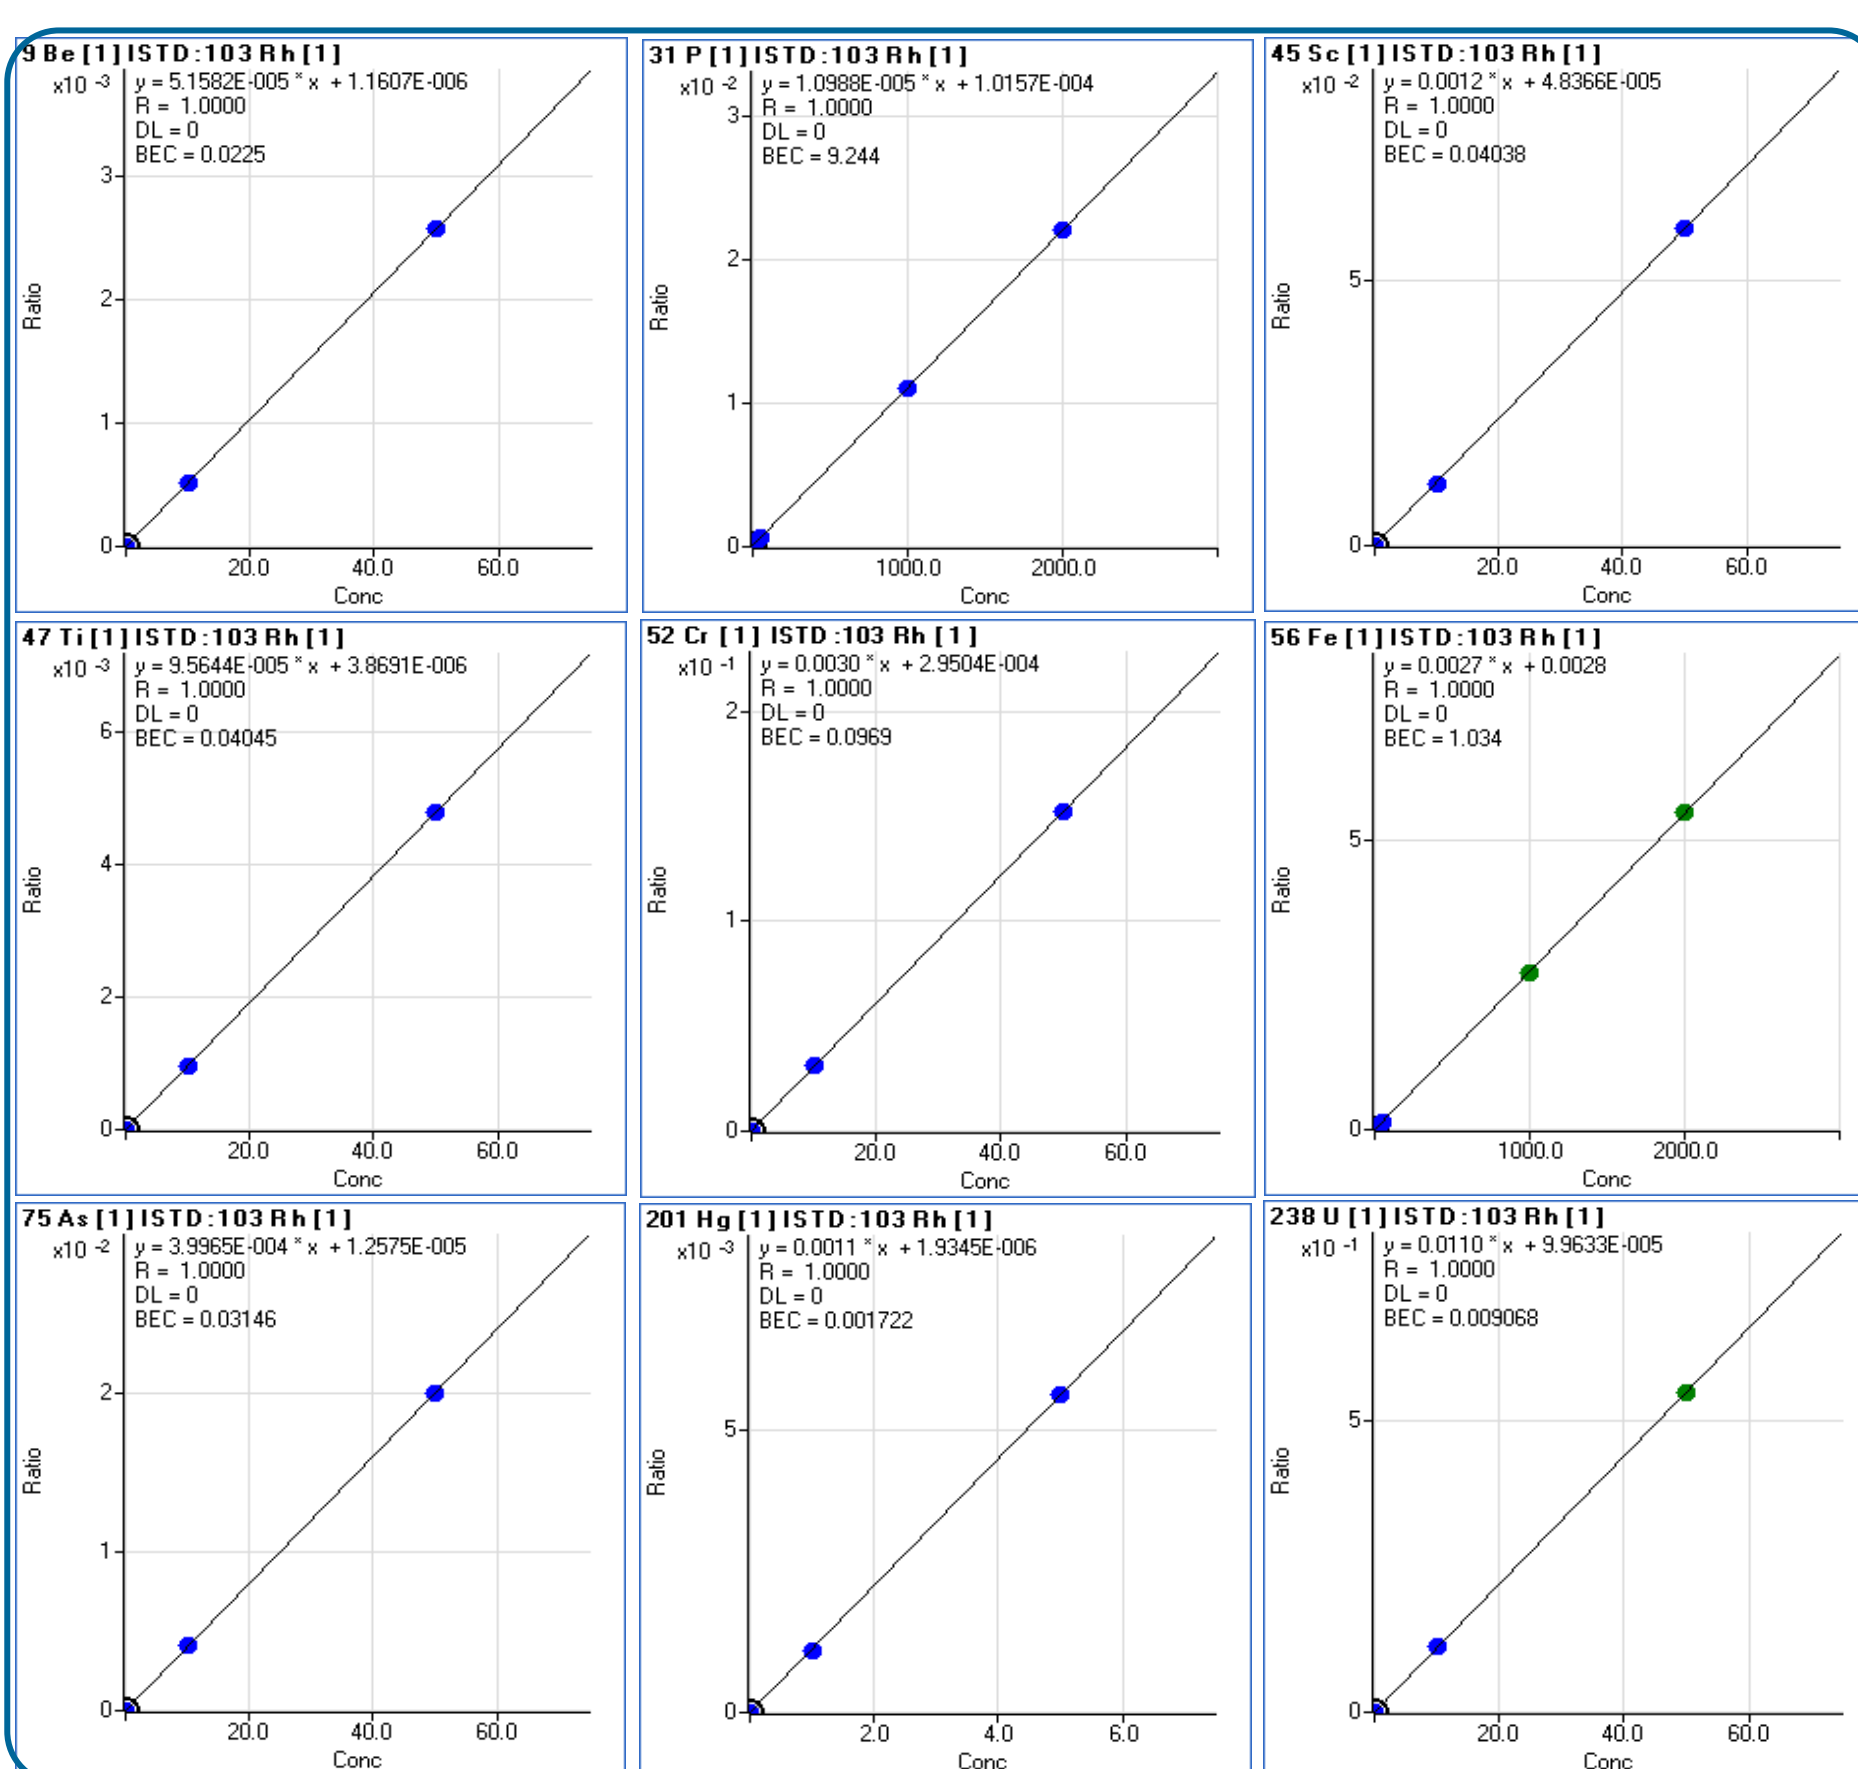 9 Be [1] ISTD:103 Rh [1]
x10 -3
y = 5.1582E-005 * x + 1.1607E-006
R = 1.0000
DL = 0
BEC = 0.0225
3
2
1
0
Ratio
20.0 40.0 60.0
Conc
31 P [1] ISTD:103 Rh [1]
x10 -2
y = 1.0988E-005 * x + 1.0157E-004
R = 1.0000
DL = 0
BEC = 9.244
3
2
1
0
Ratio
1000.0 2000.0
Conc
45 Sc [1] ISTD:103 Rh [1]
x10 -2
y = 0.0012 * x + 4.8366E-005
R = 1.0000
DL = 0
BEC = 0.04038
5
0
Ratio
20.0 40.0 60.0
Conc
47 Ti [1] ISTD:103 Rh [1]
x10 -3
y = 9.5644E-005 * x + 3.8691E-006
R = 1.0000
DL = 0
BEC = 0.04045
6
4
2
0
Ratio
20.0 40.0 60.0
Conc
52 Cr [1] ISTD:103 Rh [1]
x10 -1
y = 0.0030 * x + 2.9504E-004
R = 1.0000
DL = 0
BEC = 0.0969
2
1
0
Ratio
20.0 40.0 60.0
Conc
56 Fe [1] ISTD:103 Rh [1]
y = 0.0027 * x + 0.0028
R = 1.0000
DL = 0
BEC = 1.034
5
0
Ratio
1000.0 2000.0
Conc
75 As [1] ISTD:103 Rh [1]
x10 -2
y = 3.9965E-004 * x + 1.2575E-005
R = 1.0000
DL = 0
BEC = 0.03146
2
1
0
Ratio
20.0 40.0 60.0
Conc
201 Hg [1] ISTD:103 Rh [1]
x10 -3
y = 0.0011 * x + 1.9345E-006
R = 1.0000
DL = 0
BEC = 0.001722
5
0
Ratio
2.0 4.0 6.0
Conc
238 U [1] ISTD:103 Rh [1]
x10 -1
y = 0.0110 * x + 9.9633E-005
R = 1.0000
DL = 0
BEC = 0.009068
5
0
Ratio
20.0 40.0 60.0
Conc